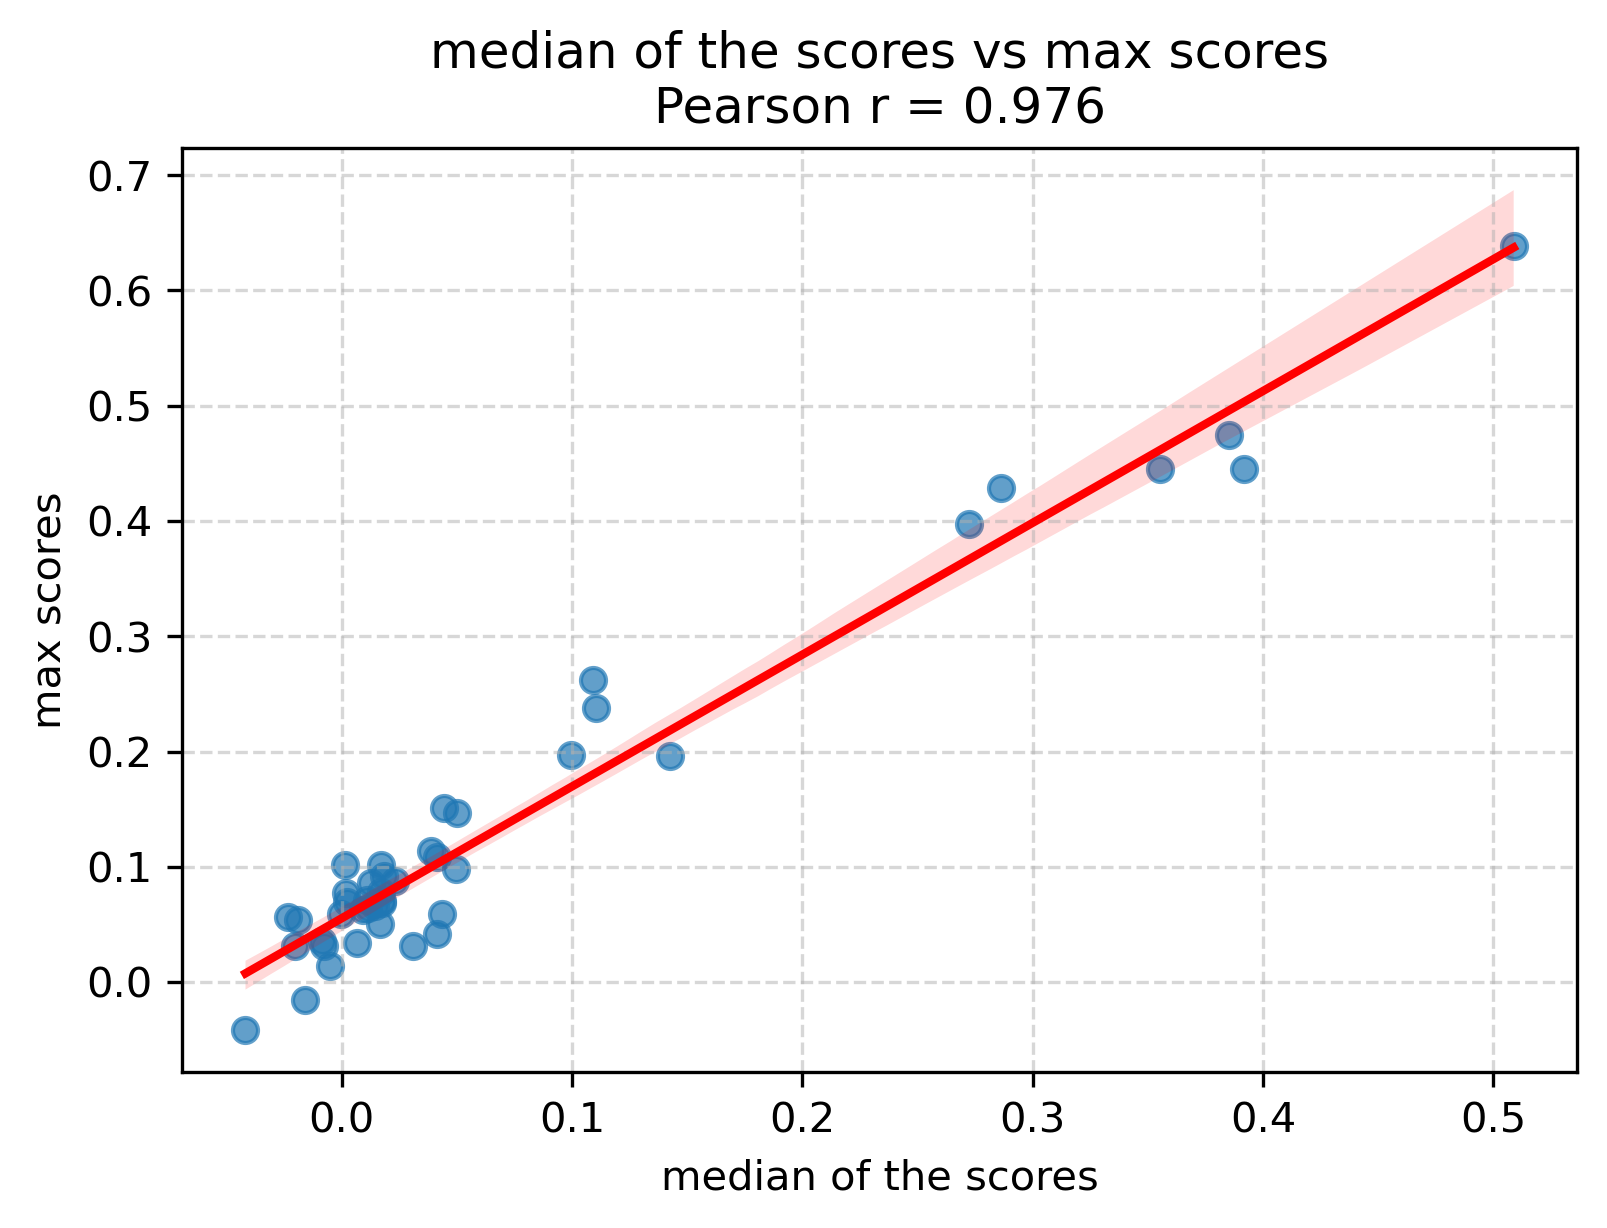 median of the scores vs max scores
Pearson r = 0.976
0.7
0.6
0.5
0.4
0.3
0.2
0.1
0.0
max scores
0.0 0.1 0.2 0.3 0.4 0.5
median of the scores